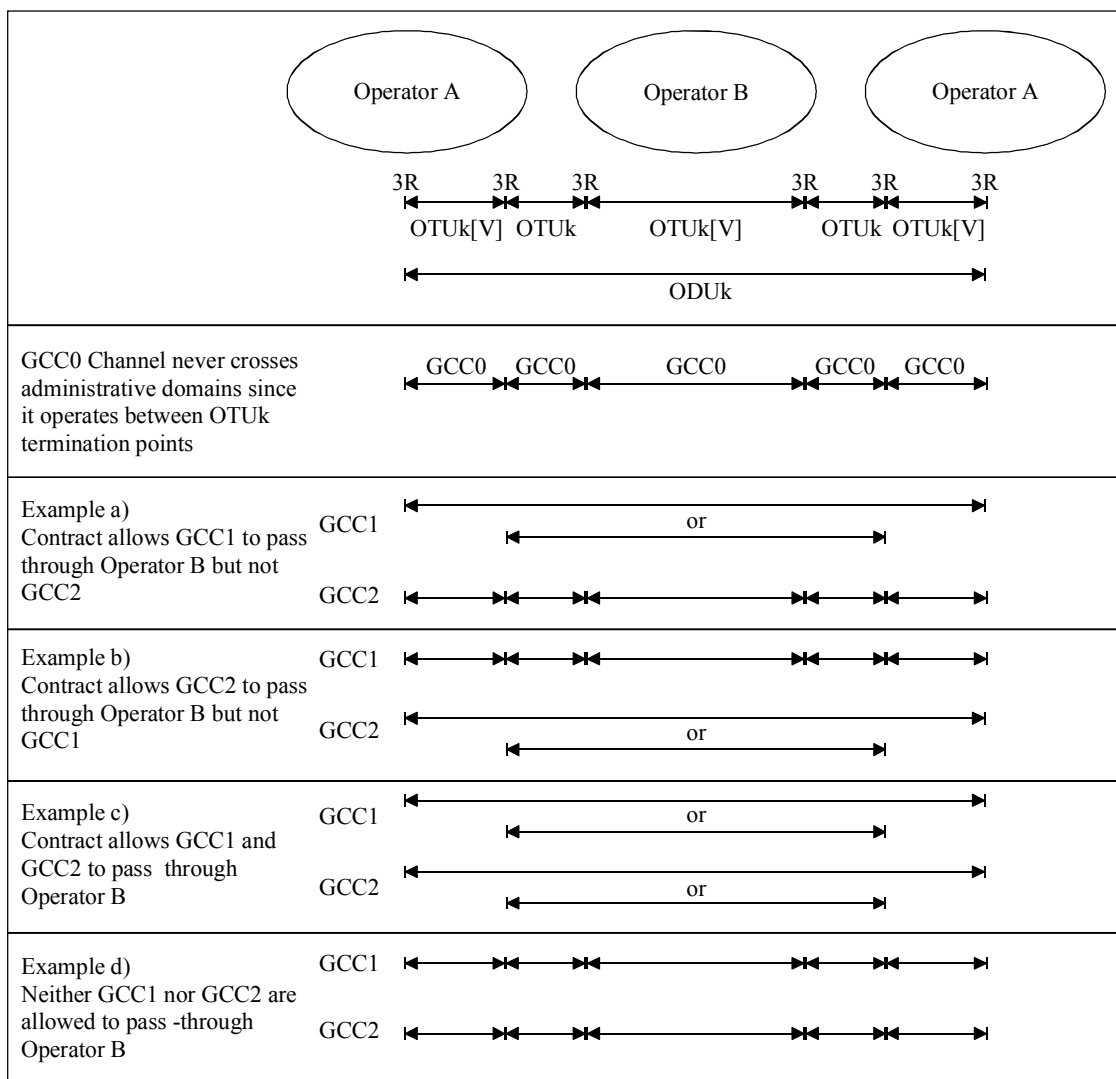 Operator A
Operator B
Operator A
3R 3R 3R 3R 3R 3R
OTUk[V] OTUk OTUk[V] OTUk OTUk[V]
ODUk
GCC0 Channel never crosses
administrative domains since
it operates between OTUk
termination points
GCC0 GCC0 GCC0 GCC0 GCC0
Example a)
Contract allows GCC1 to pass
through Operator B but not
GCC2
GCC1
or
GCC2
Example b)
Contract allows GCC2 to pass
through Operator B but not
GCC1
GCC1
GCC2
or
Example c)
Contract allows GCC1 and
GCC2 to pass through
Operator B
GCC1
or
GCC2
or
Example d)
Neither GCC1 nor GCC2 are
allowed to pass -through
Operator B
GCC1
GCC2